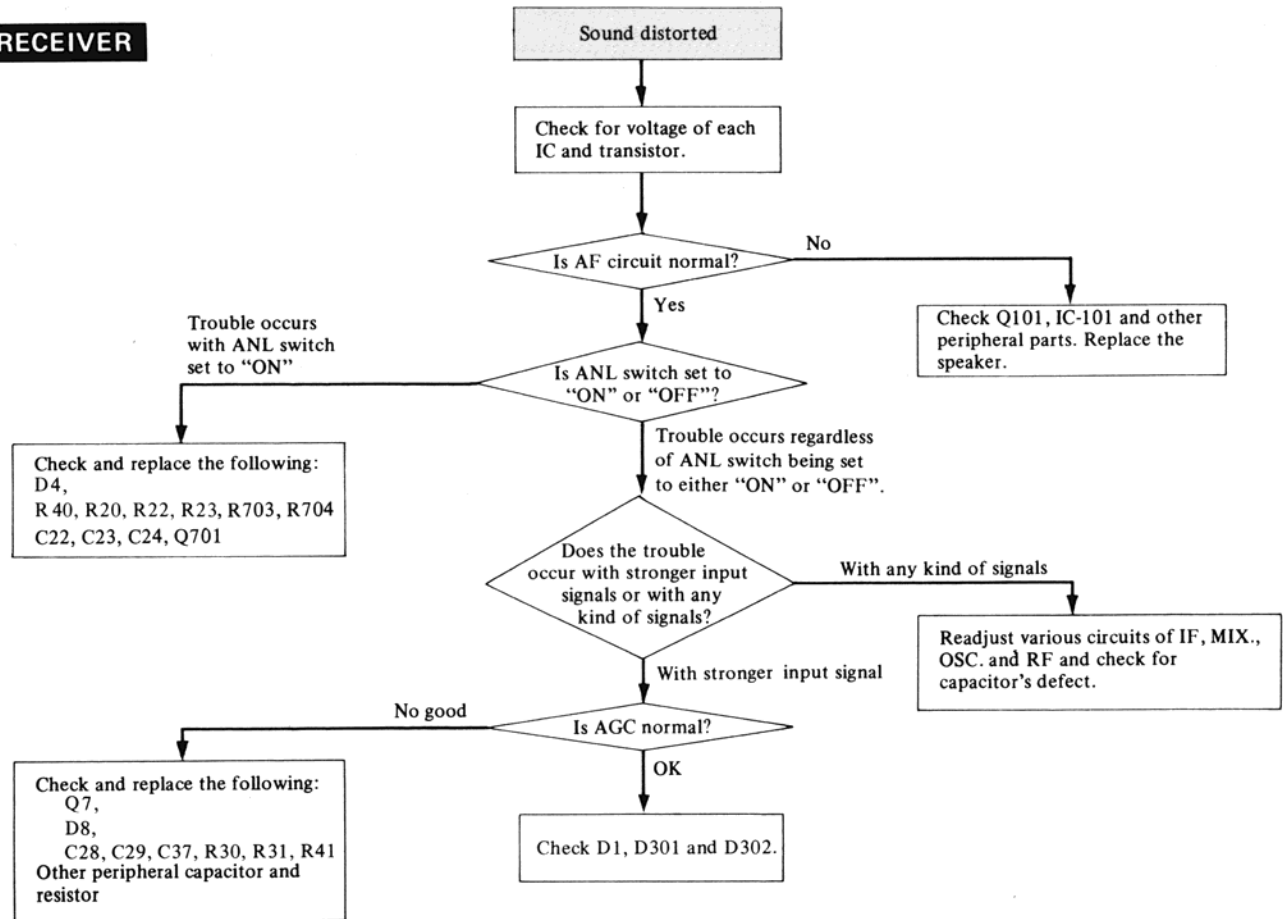 RECEIVER
Sound distorted
Check for voltage of each
IC and transistor.
Is AF circuit normal?
No
Yes
Check Q101, IC-101 and other
peripheral parts. Replace the
speaker.
Trouble occurs
with ANL switch
set to “ON”
Is ANL switch set to
“ON” or “OFF”?
Check and replace the following:
D4,
R40, R20, R22, R23, R703, R704
C22, C23, C24, Q701
Trouble occurs regardless
of ANL switch being set
to either “ON” or “OFF”.
Does the trouble
occur with stronger input
signals or with any
kind of signals?
With any kind of signals
Readjust various circuits of IF, MIX.,
OSC. and RF and check for
capacitor’s defect.
With stronger input signal
No good
Is AGC normal?
OK
Check and replace the following:
Q7,
D8,
C28, C29, C37, R30, R31, R41
Other peripheral capacitor and
resistor
Check D1, D301 and D302.